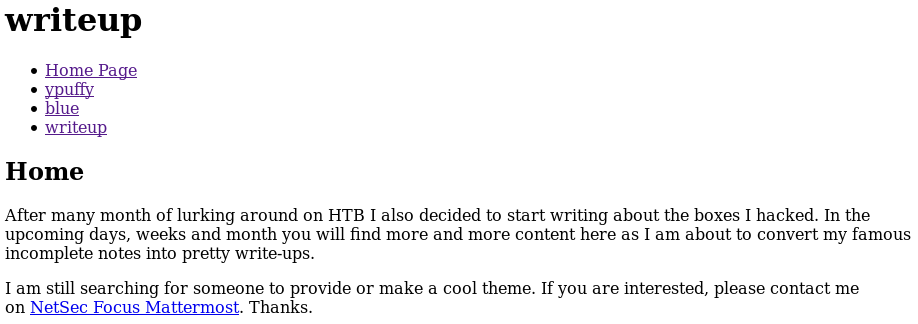 writeup
Home Page
ypuffy
blue
writeup
Home
After many month of lurking around on HTB I also decided to start writing about the boxes I hacked. In the
upcoming days, weeks and month you will find more and more content here as I am about to convert my famous
incomplete notes into pretty write-ups.
I am still searching for someone to provide or make a cool theme. If you are interested, please contact me
on NetSec Focus Mattermost. Thanks.